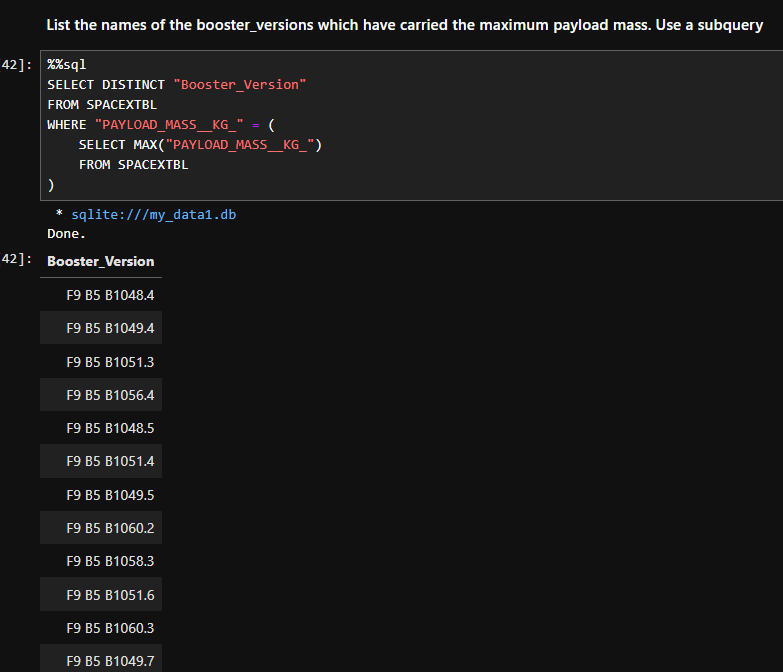 List the names of the booster_versions which have carried the maximum payload mass. Use a subquery
42]: %%sql
SELECT DISTINCT "Booster_Version"
FROM SPACEXTBL
WHERE "PAYLOAD_MASS__KG_" = (
    SELECT MAX("PAYLOAD_MASS__KG_")
    FROM SPACEXTBL
)
* sqlite:///my_data1.db
Done.
42]: Booster_Version
F9 B5 B1048.4
F9 B5 B1049.4
F9 B5 B1051.3
F9 B5 B1056.4
F9 B5 B1048.5
F9 B5 B1051.4
F9 B5 B1049.5
F9 B5 B1060.2
F9 B5 B1058.3
F9 B5 B1051.6
F9 B5 B1060.3
F9 B5 B1049.7